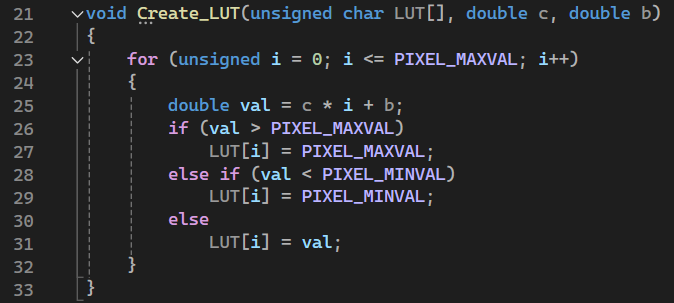 21 void Create_LUT(unsigned char LUT[], double c, double b)
22 {
23     for (unsigned i = 0; i <= PIXEL_MAXVAL; i++)
24     {
25         double val = c * i + b;
26         if (val > PIXEL_MAXVAL)
27             LUT[i] = PIXEL_MAXVAL;
28         else if (val < PIXEL_MINVAL)
29             LUT[i] = PIXEL_MINVAL;
30         else
31             LUT[i] = val;
32     }
33 }